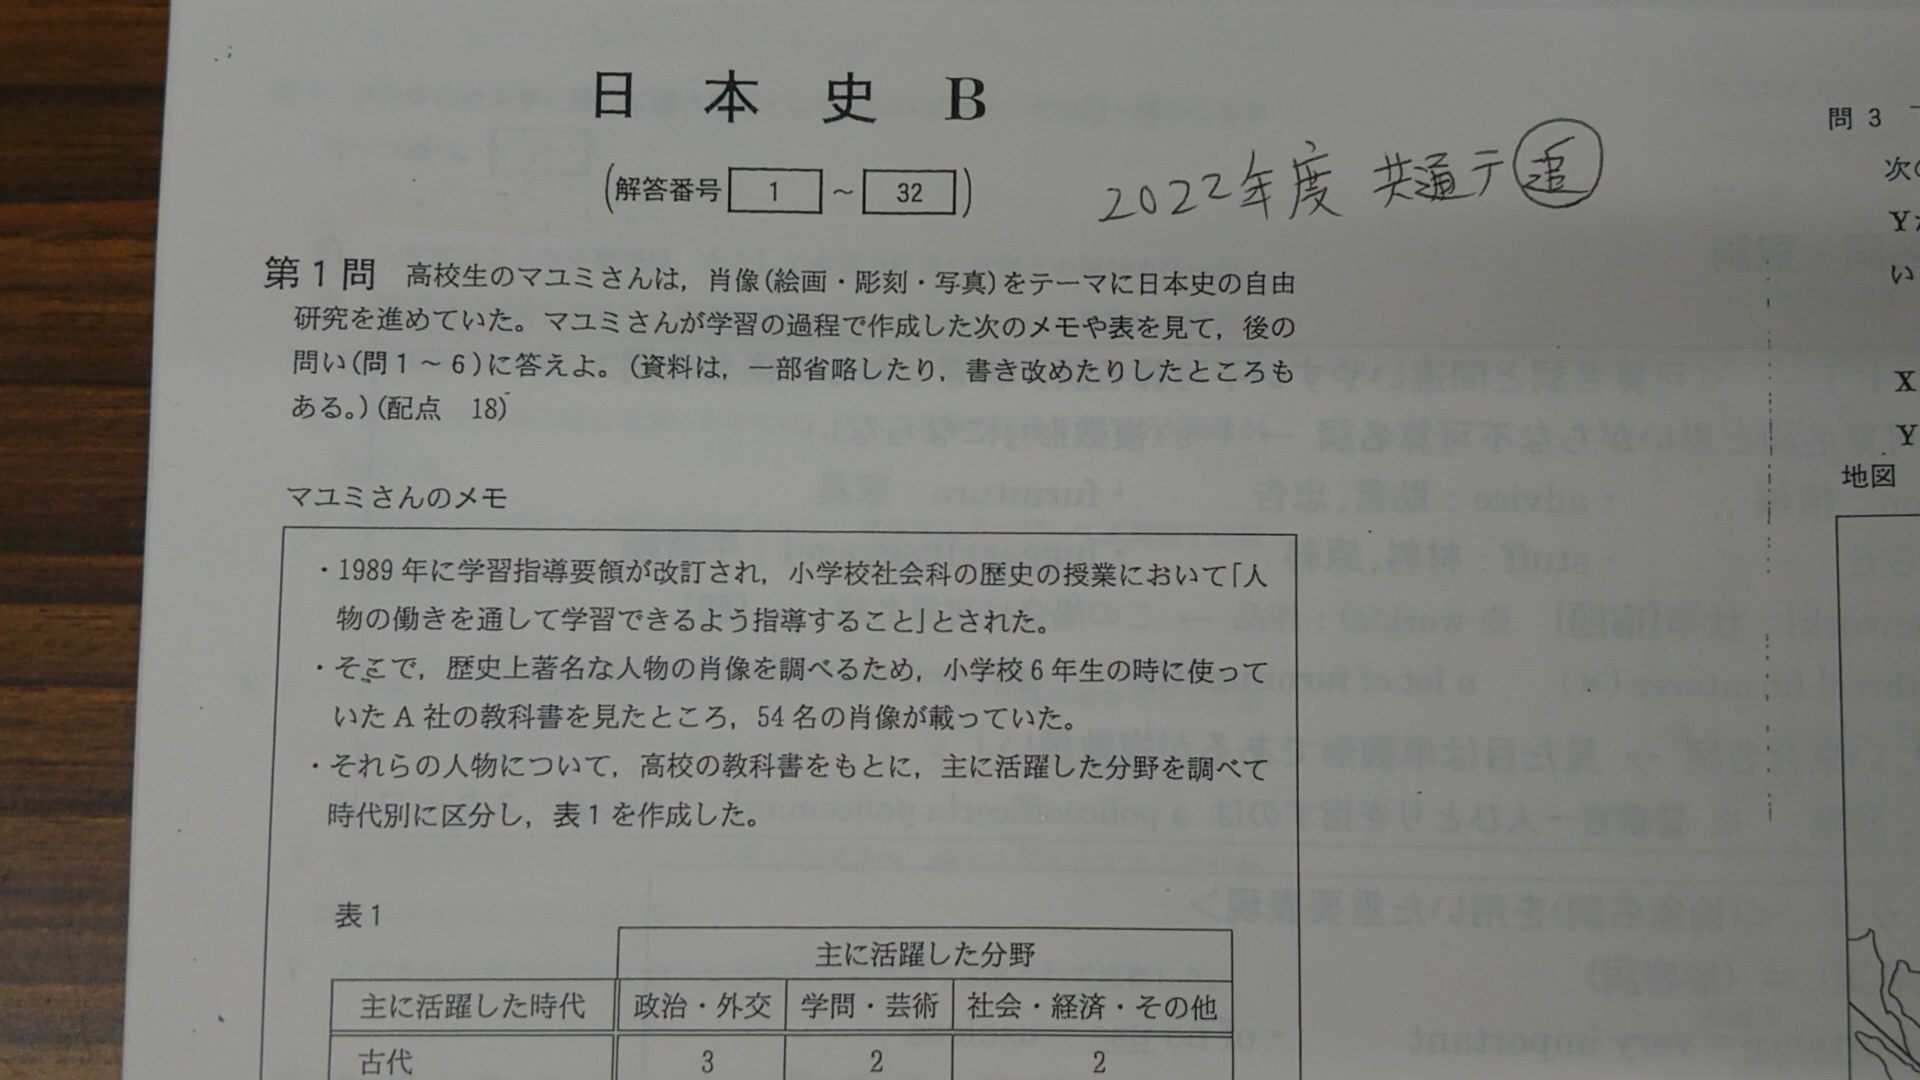 日本史B
(解答番号 1 ~ 32)
2022年度 共通テ 追
第1問 高校生のマユミさんは，肖像(絵画・彫刻・写真)をテーマに日本史の自由
研究を進めていた。マユミさんが学習の過程で作成した次のメモや表を見て，後の
問い(問1~6)に答えよ。(資料は，一部省略したり，書き改めたりしたところも
ある。)(配点 18)
マユミさんのメモ
・1989年に学習指導要領が改訂され，小学校社会科の歴史の授業において「人
物の働きを通して学習できるよう指導すること」とされた。
・そこで，歴史上著名な人物の肖像を調べるため，小学校6年生の時に使って
いたA社の教科書を見たところ，54名の肖像が載っていた。
・それらの人物について，高校の教科書をもとに，主に活躍した分野を調べて
時代別に区分し，表1を作成した。
表1
主に活躍した分野
主に活躍した時代 政治・外交 学問・芸術 社会・経済・その他
古代 3 2 2
問3
次の
Y
い
X
Y
地図